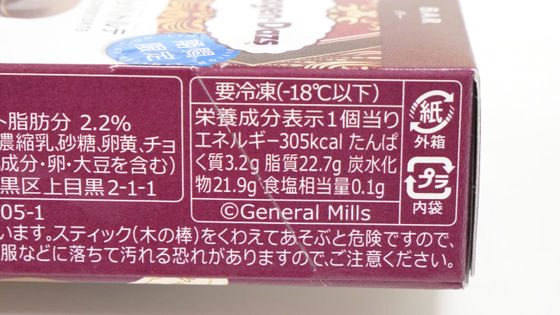 期間
限定
BAR
要冷凍(-18℃以下)
ト脂肪分 2.2%
濃縮乳、砂糖、卵黄、チョ
成分・卵・大豆を含む)
黒区上目黒2-1-1
05-1
栄養成分表示1個当り
エネルギー305kcal たんぱ
く質3.2g 脂質22.7g 炭水化
物21.9g 食塩相当量0.1g
©General Mills
紙
外箱
プラ
内袋
います。スティック(木の棒)をくわえてあそぶと危険ですので、
服などに落ちて汚れる恐れがありますので、ご注意ください。